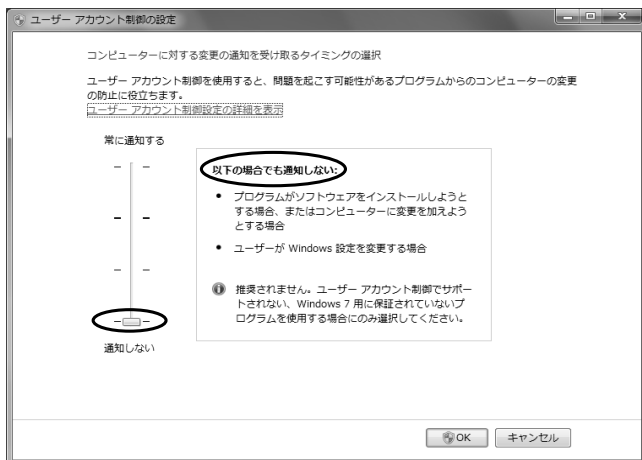 ユーザー アカウント制御の設定
コンピューターに対する変更の通知を受け取るタイミングの選択
ユーザー アカウント制御を使用すると、問題を起こす可能性があるプログラムからのコンピューターの変更
の防止に役立ちます。
ユーザー アカウント制御設定の詳細を表示
常に通知する
以下の場合でも通知しない:
• プログラムがソフトウェアをインストールしようと
する場合、またはコンピューターに変更を加えよう
とする場合
• ユーザーが Windows 設定を変更する場合
推奨されません。ユーザー アカウント制御でサポー
トされない、Windows 7 用に保証されていないプ
ログラムを使用する場合にのみ選択してください。
通知しない
OK
キャンセル